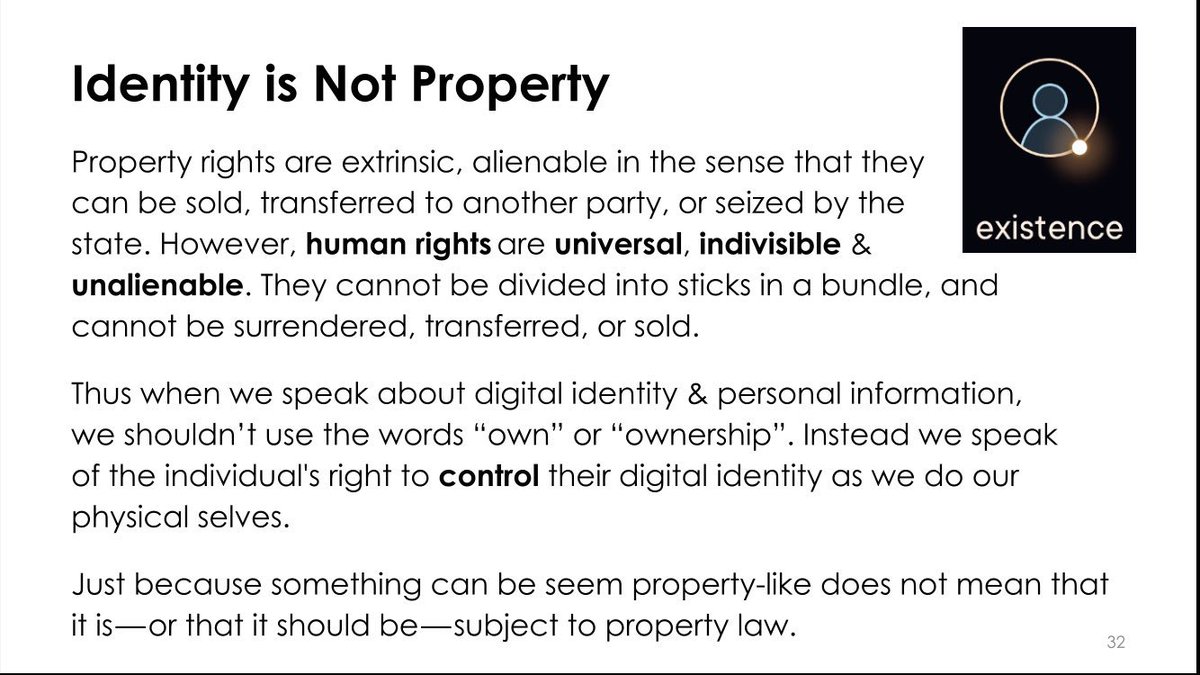 Identity is Not Property
Property rights are extrinsic, alienable in the sense that they
can be sold, transferred to another party, or seized by the
state. However, human rights are universal, indivisible &
unalienable. They cannot be divided into sticks in a bundle, and
cannot be surrendered, transferred, or sold.
existence
Thus when we speak about digital identity & personal information,
we shouldn’t use the words “own” or “ownership”. Instead we speak
of the individual's right to control their digital identity as we do our
physical selves.
Just because something can be seem property-like does not mean that
it is—or that it should be—subject to property law.
32